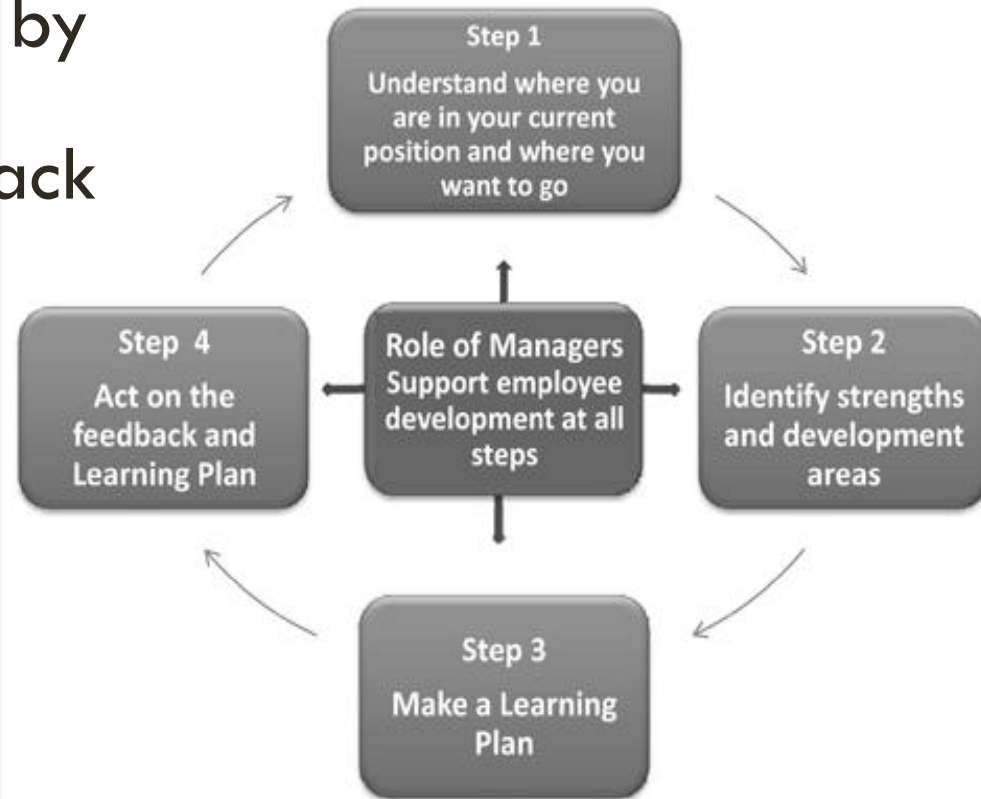 by
ack
Step 1
Understand where you
are in your current
position and where you
want to go
Step 4
Act on the
feedback and
Learning Plan
Role of Managers
Support employee
development at all
steps
Step 2
Identify strengths
and development
areas
Step 3
Make a Learning
Plan